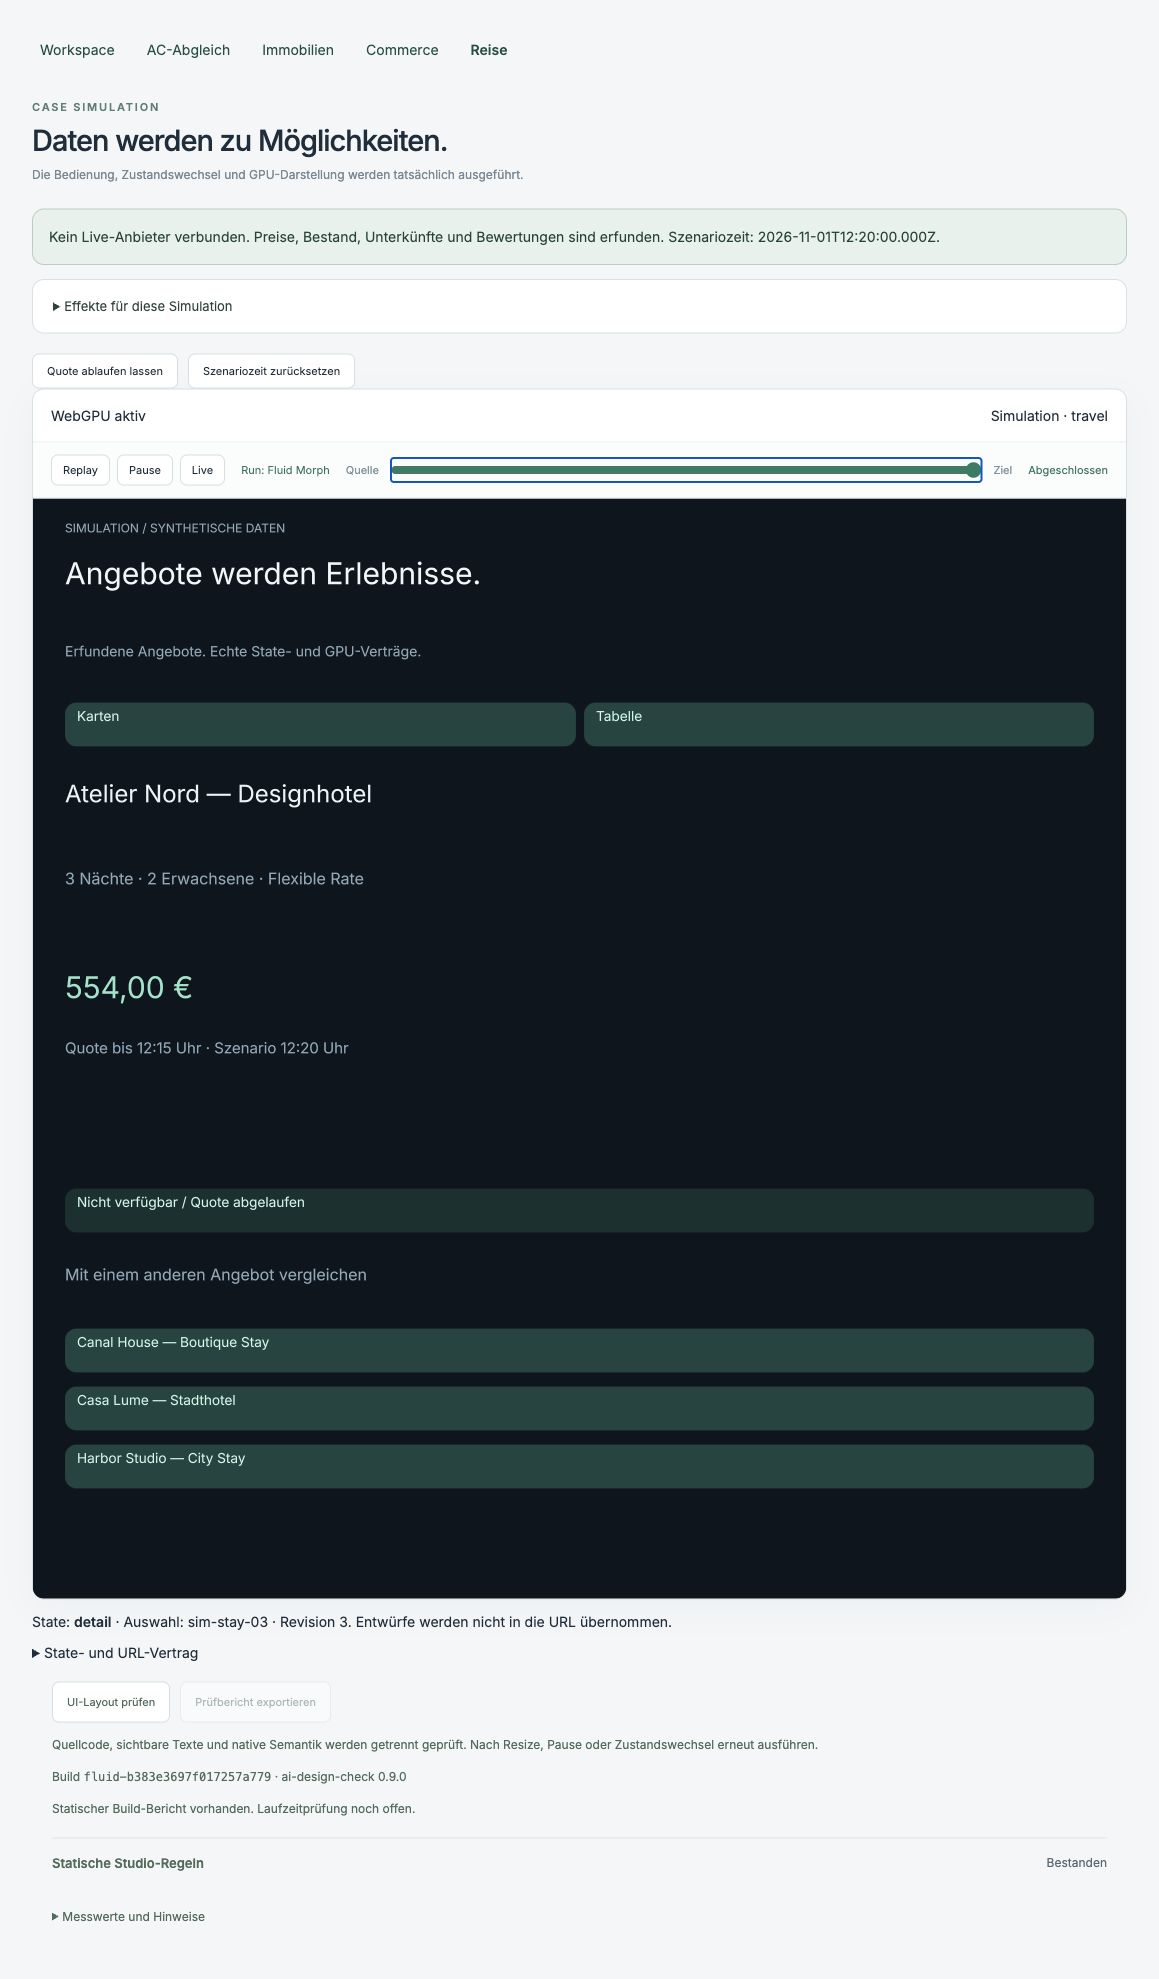 Workspace AC-Abgleich Immobilien Commerce Reise
CASE SIMULATION
Daten werden zu Möglichkeiten.
Die Bedienung, Zustandswechsel und GPU-Darstellung werden tatsächlich ausgeführt.
Kein Live-Anbieter verbunden. Preise, Bestand, Unterkünfte und Bewertungen sind erfunden. Szenariozeit: 2026-11-01T12:20:00.000Z.
Effekte für diese Simulation
Quote ablaufen lassen Szenariozeit zurücksetzen
WebGPU aktiv Simulation · travel
Replay Pause Live Run: Fluid Morph Quelle Ziel Abgeschlossen
SIMULATION / SYNTHETISCHE DATEN
Angebote werden Erlebnisse.
Erfundene Angebote. Echte State- und GPU-Verträge.
Karten Tabelle
Atelier Nord — Designhotel
3 Nächte · 2 Erwachsene · Flexible Rate
554,00 €
Quote bis 12:15 Uhr · Szenario 12:20 Uhr
Nicht verfügbar / Quote abgelaufen
Mit einem anderen Angebot vergleichen
Canal House — Boutique Stay
Casa Lume — Stadthotel
Harbor Studio — City Stay
State: detail · Auswahl: sim-stay-03 · Revision 3. Entwürfe werden nicht in die URL übernommen.
State- und URL-Vertrag
UI-Layout prüfen Prüfbericht exportieren
Quellcode, sichtbare Texte und native Semantik werden getrennt geprüft. Nach Resize, Pause oder Zustandswechsel erneut ausführen.
Build fluid-b383e3697f017257a779 · ai-design-check 0.9.0
Statischer Build-Bericht vorhanden. Laufzeitprüfung noch offen.
Statische Studio-Regeln Bestanden
Messwerte und Hinweise